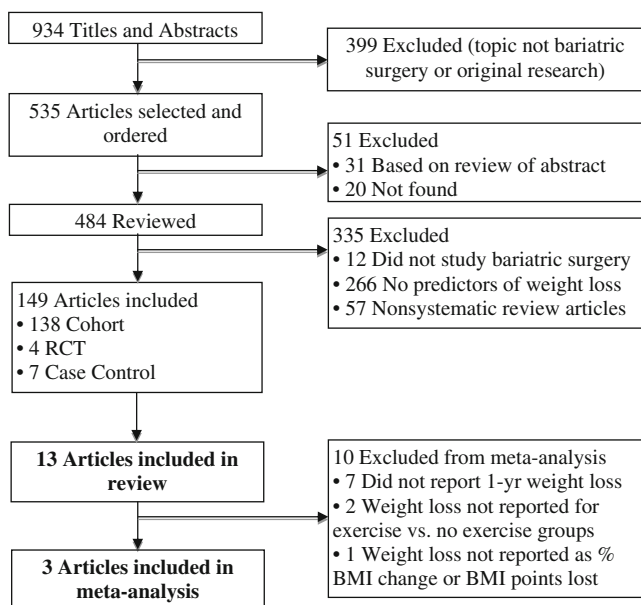 934 Titles and Abstracts
399 Excluded (topic not bariatric
surgery or original research)
535 Articles selected and
ordered
51 Excluded
• 31 Based on review of abstract
• 20 Not found
484 Reviewed
335 Excluded
• 12 Did not study bariatric surgery
• 266 No predictors of weight loss
• 57 Nonsystematic review articles
149 Articles included
• 138 Cohort
• 4 RCT
• 7 Case Control
13 Articles included in
review
10 Excluded from meta-analysis
• 7 Did not report 1-yr weight loss
• 2 Weight loss not reported for
exercise vs. no exercise groups
• 1 Weight loss not reported as %
BMI change or BMI points lost
3 Articles included in
meta-analysis